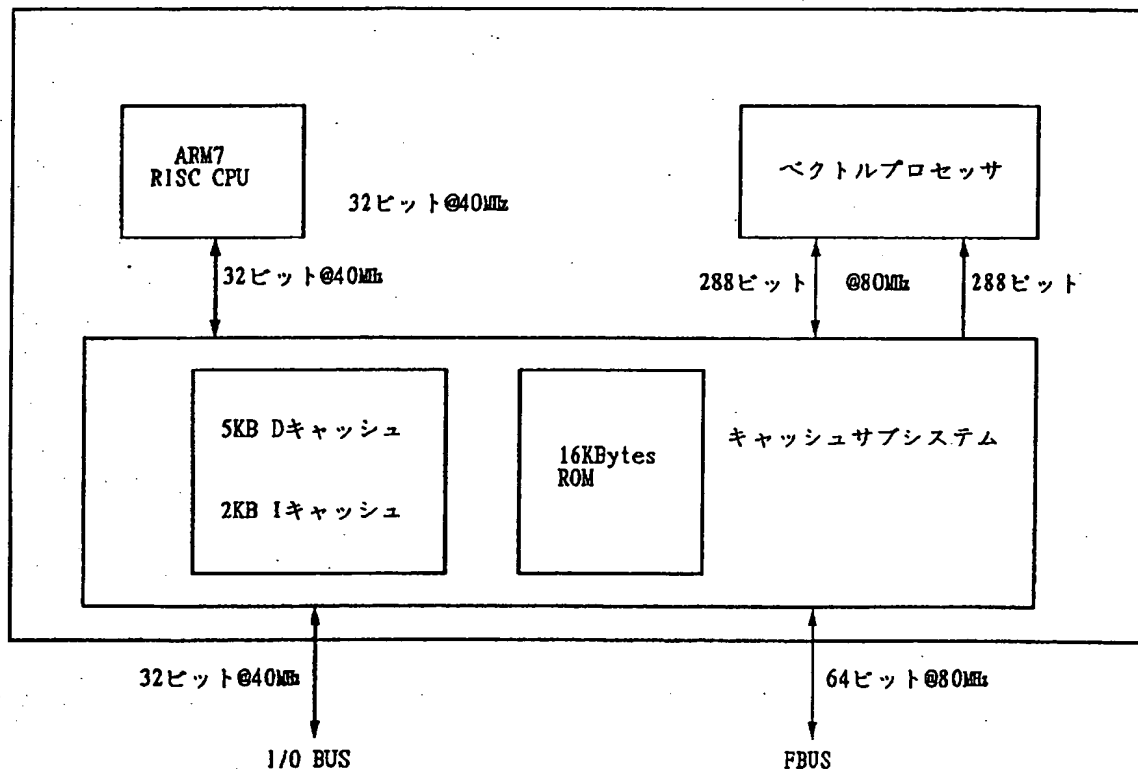 ARM7
RISC CPU
ベクトルプロセッサ
32ビット@40MHz
32ビット@40MHz
288ビット
@80MHz
288ビット
5KB Dキャッシュ
2KB Iキャッシュ
16KBytes
ROM
キャッシュサブシステム
32ビット@40MHz
64ビット@80MHz
I/O BUS
FBUS